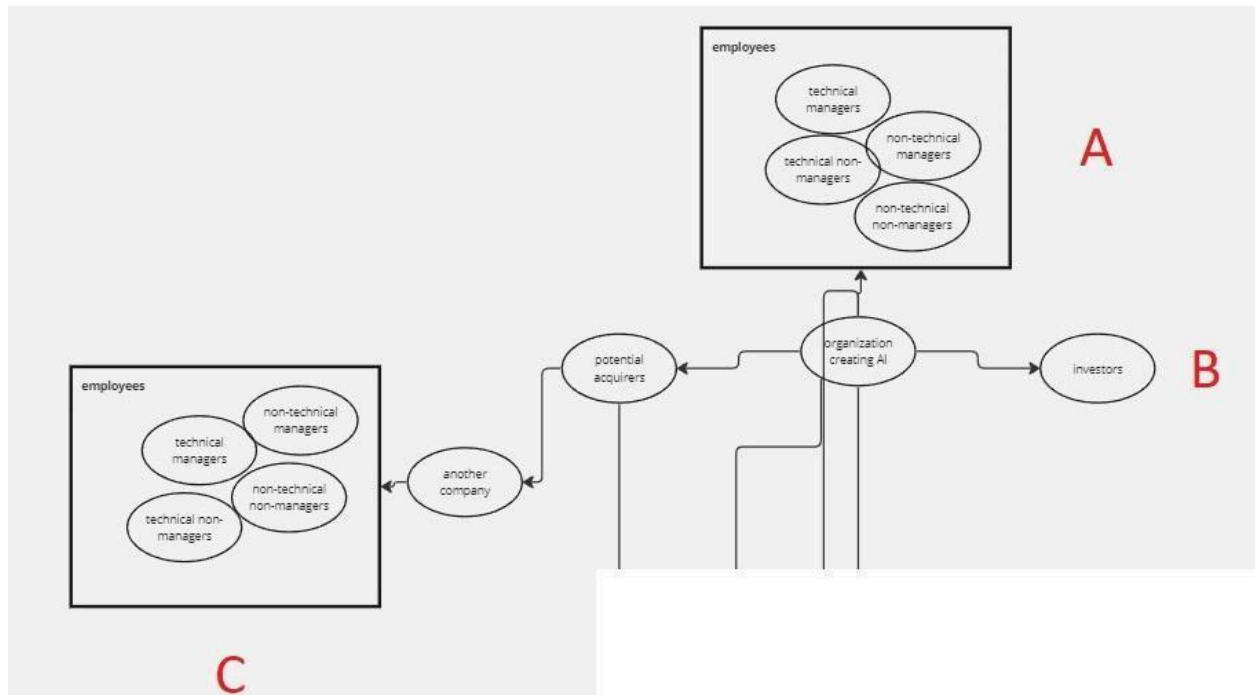 employees
technical
managers
non-technical
managers
technical non-
managers
non-technical
non-managers
A
organization
creating AI
potential
acquirers
investors
B
employees
non-technical
managers
technical
managers
non-technical
non-managers
technical non-
managers
another
company
C